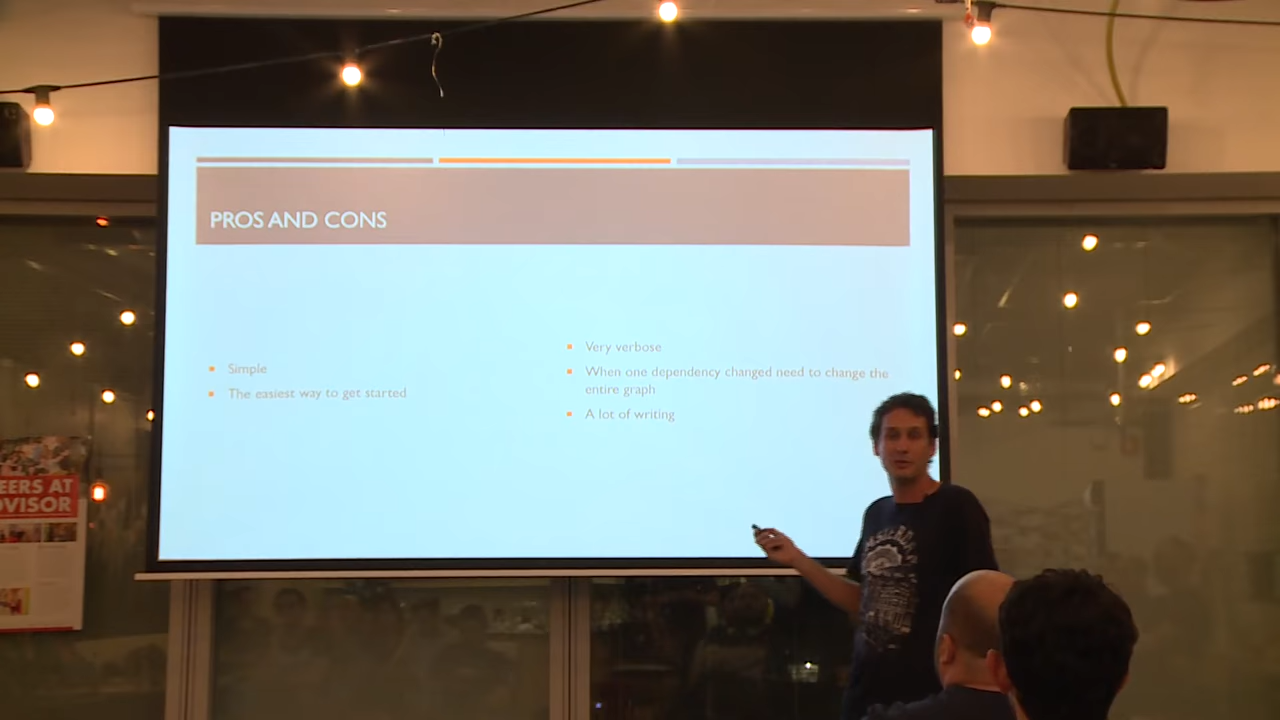 PROS AND CONS
Simple
The easiest way to get started
Very verbose
When one dependency changed need to change the
entire graph
A lot of writing
EERS AT
VISOR